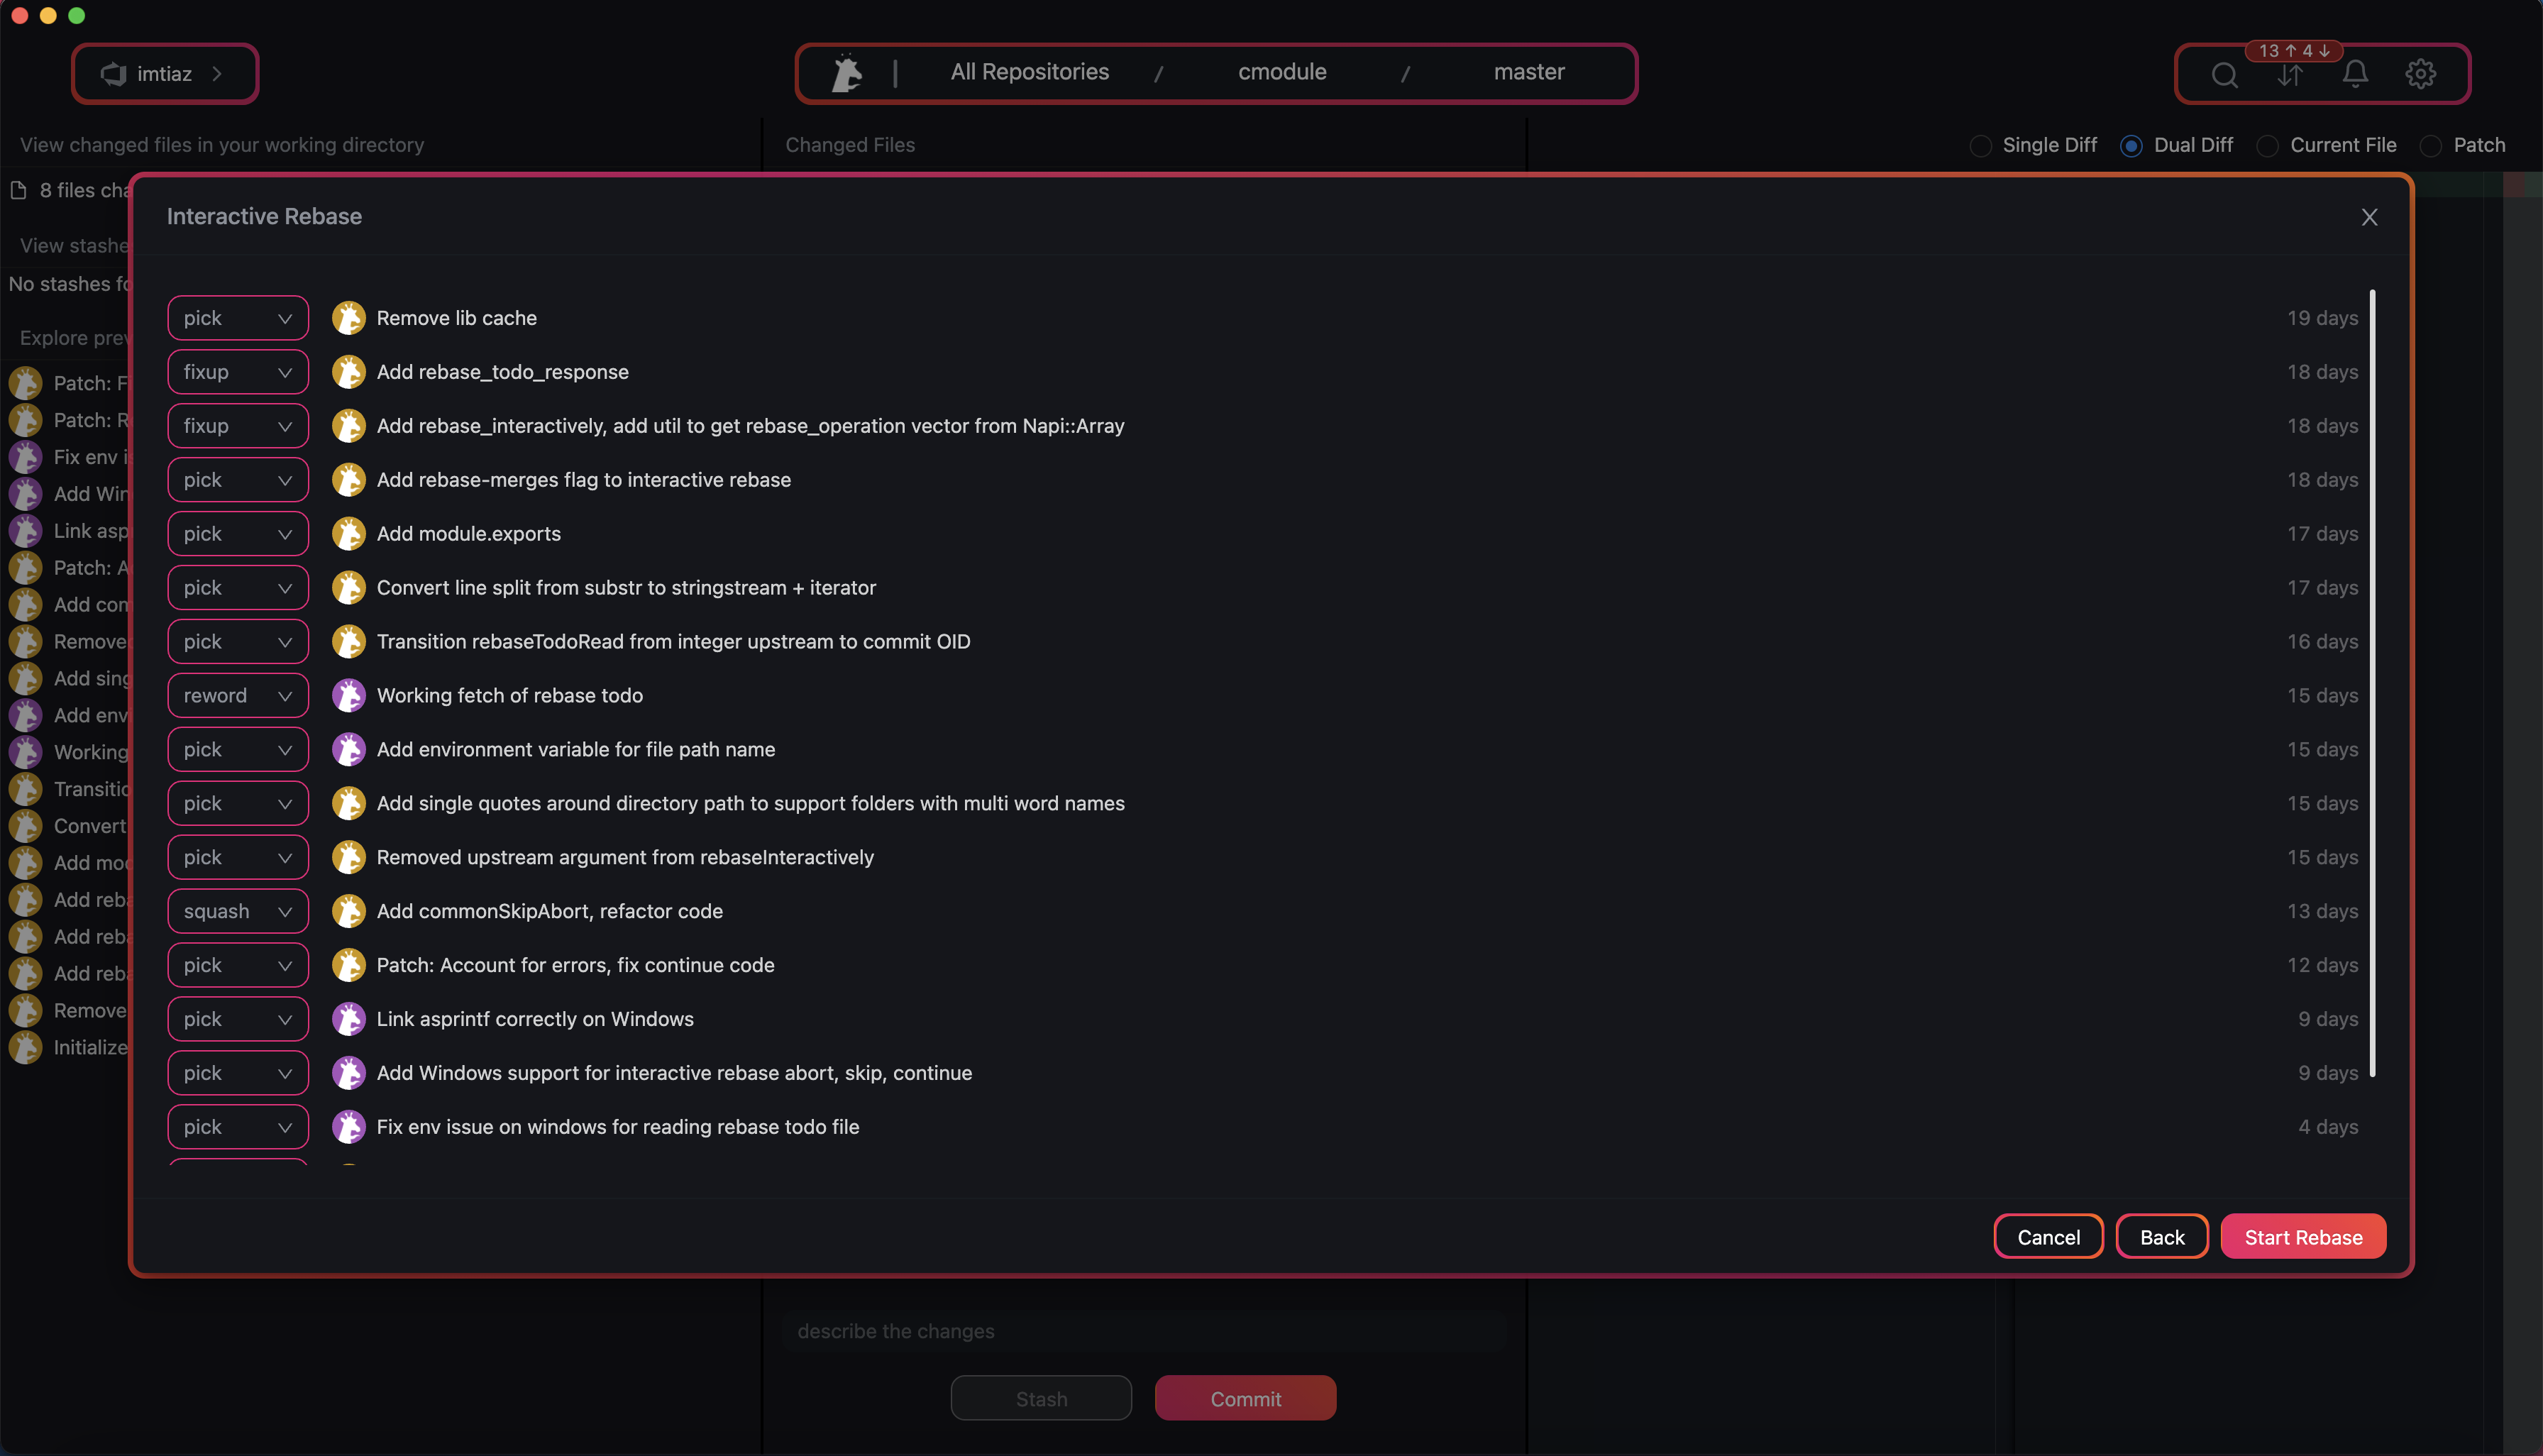 imtiaz
All Repositories / cmodule / master
13 ↑ 4 ↓
View changed files in your working directory
Changed Files
Single Diff Dual Diff Current File Patch
8 files cha
View stashe
No stashes fo
Explore prev
Patch: F
Patch: R
Fix env i
Add Win
Link asp
Patch: A
Add com
Removed
Add sing
Add env
Working
Transitio
Convert
Add mod
Add reba
Add reba
Add reba
Remove
Initialize
Interactive Rebase
pick Remove lib cache 19 days
fixup Add rebase_todo_response 18 days
fixup Add rebase_interactively, add util to get rebase_operation vector from Napi::Array 18 days
pick Add rebase-merges flag to interactive rebase 18 days
pick Add module.exports 17 days
pick Convert line split from substr to stringstream + iterator 17 days
pick Transition rebaseTodoRead from integer upstream to commit OID 16 days
reword Working fetch of rebase todo 15 days
pick Add environment variable for file path name 15 days
pick Add single quotes around directory path to support folders with multi word names 15 days
pick Removed upstream argument from rebaseInteractively 15 days
squash Add commonSkipAbort, refactor code 13 days
pick Patch: Account for errors, fix continue code 12 days
pick Link asprintf correctly on Windows 9 days
pick Add Windows support for interactive rebase abort, skip, continue 9 days
pick Fix env issue on windows for reading rebase todo file 4 days
Cancel Back Start Rebase
describe the changes
Stash Commit